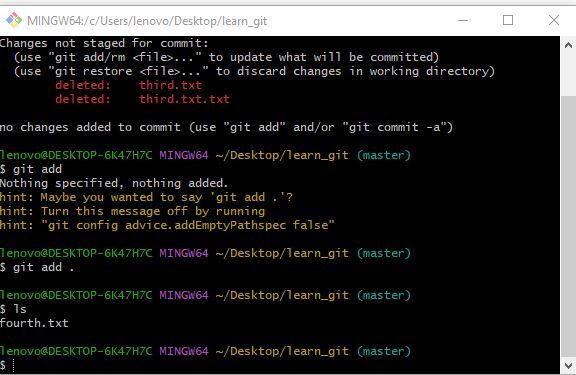 MINGW64:/c/Users/lenovo/Desktop/learn_git
Changes not staged for commit:
  (use "git add/rm <file>..." to update what will be committed)
  (use "git restore <file>..." to discard changes in working directory)
        deleted:    third.txt
        deleted:    third.txt.txt

no changes added to commit (use "git add" and/or "git commit -a")

lenovo@DESKTOP-6K47H7C MINGW64 ~/Desktop/learn_git (master)
$ git add
Nothing specified, nothing added.
hint: Maybe you wanted to say 'git add .'?
hint: Turn this message off by running
hint: "git config advice.addEmptyPathspec false"

lenovo@DESKTOP-6K47H7C MINGW64 ~/Desktop/learn_git (master)
$ git add .

lenovo@DESKTOP-6K47H7C MINGW64 ~/Desktop/learn_git (master)
$ ls
fourth.txt

lenovo@DESKTOP-6K47H7C MINGW64 ~/Desktop/learn_git (master)
$